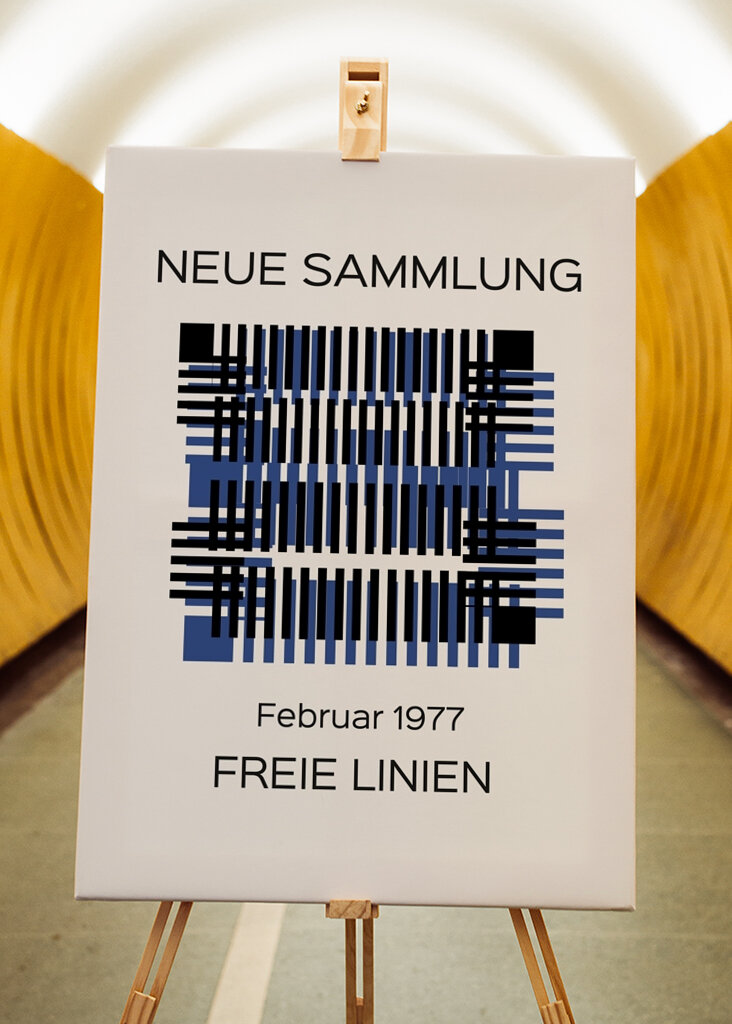 NEUE SAMMLUNG
Februar 1977
FREIE LINIEN